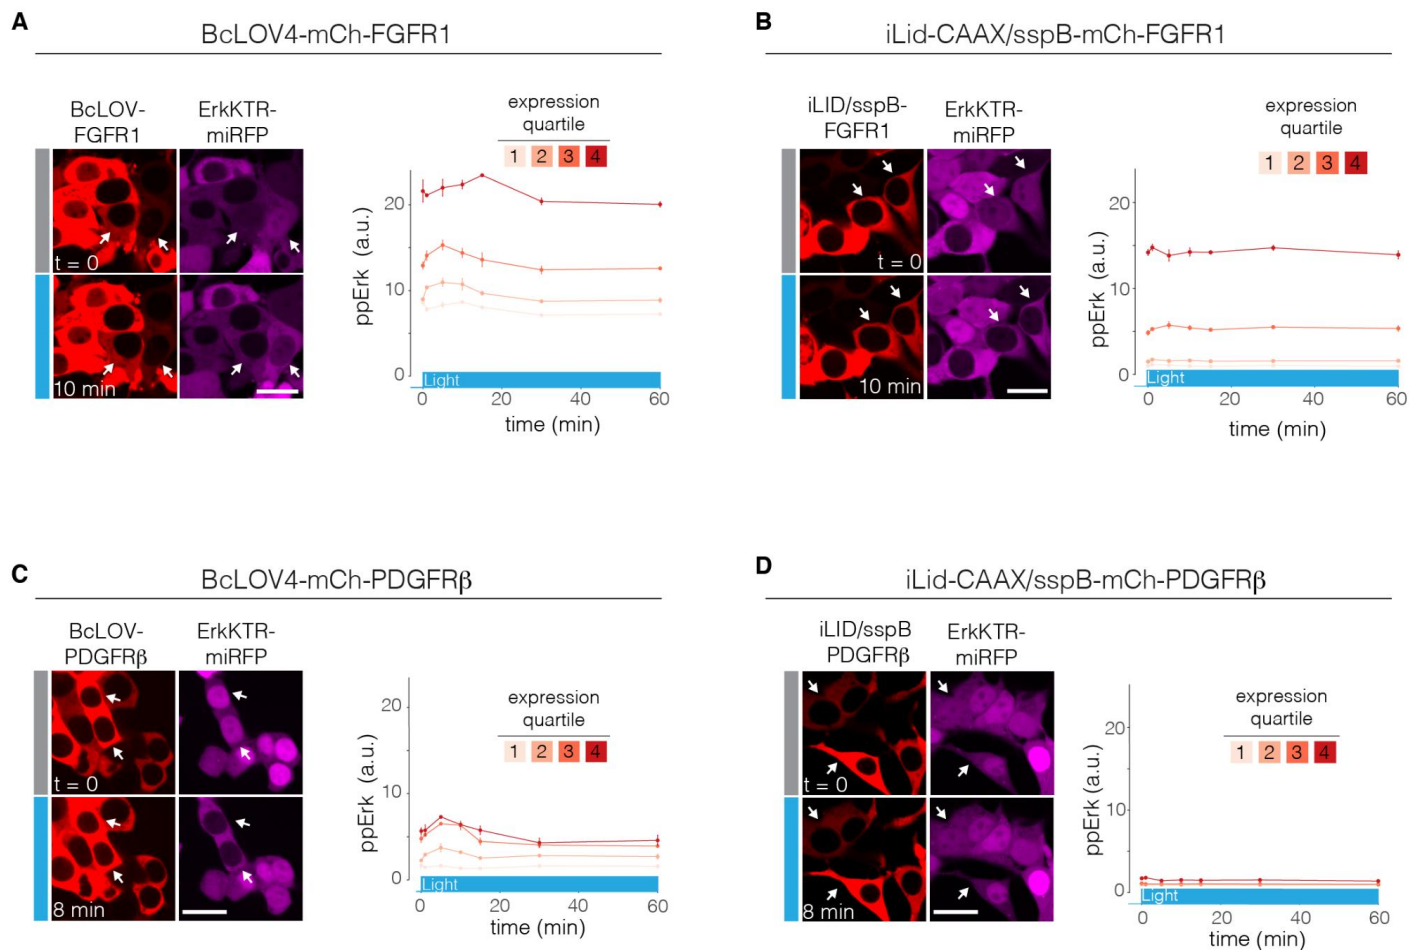 A
BcLOV4-mCh-FGFR1
BcLOV-
FGFR1
ErkKTR-
miRFP
t = 0
10 min
expression
quartile
1 2 3 4
ppErk (a.u.)
20
10
0
Light
0 20 40 60
time (min)
B
iLid-CAAX/sspB-mCh-FGFR1
iLID/sspB-
FGFR1
ErkKTR-
miRFP
t = 0
10 min
expression
quartile
1 2 3 4
ppErk (a.u.)
20
10
0
Light
0 20 40 60
time (min)
C
BcLOV4-mCh-PDGFRβ
BcLOV-
PDGFRβ
ErkKTR-
miRFP
t = 0
8 min
expression
quartile
1 2 3 4
ppErk (a.u.)
20
10
0
Light
0 20 40 60
time (min)
D
iLid-CAAX/sspB-mCh-PDGFRβ
iLID/sspB
PDGFRβ
ErkKTR-
miRFP
t = 0
8 min
expression
quartile
1 2 3 4
ppErk (a.u.)
20
10
0
Light
0 20 40 60
time (min)